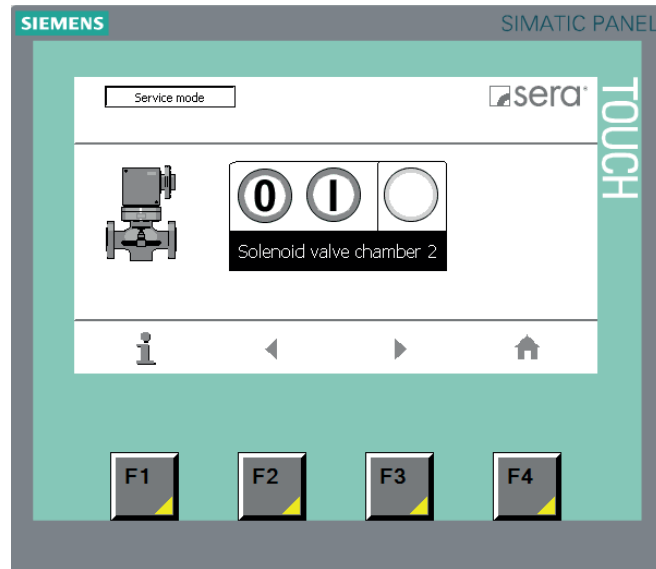 SIEMENS
SIMATIC PANEL
TOUCH
Service mode
sera
0 I
Solenoid valve chamber 2
i
F1 F2 F3 F4